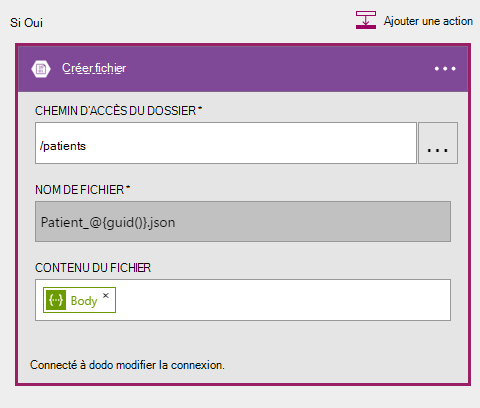 Si Oui
Ajouter une action
Créer fichier
CHEMIN D'ACCÈS DU DOSSIER *
/patients
...
NOM DE FICHIER *
Patient_@{guid()}.json
CONTENU DU FICHIER
Body ×
Connecté à dodo modifier la connexion.